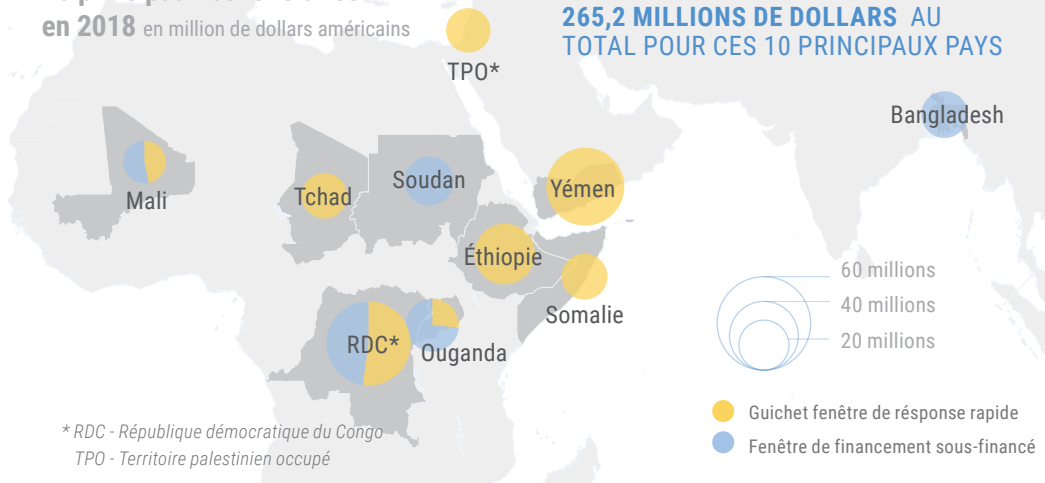 en 2018 en million de dollars américains
265,2 MILLIONS DE DOLLARS AU
TOTAL POUR CES 10 PRINCIPAUX PAYS
TPO*
Bangladesh
Mali
Tchad
Soudan
Yémen
Éthiopie
Somalie
RDC*
Ouganda
60 millions
40 millions
20 millions
Guichet fenêtre de résponse rapide
Fenêtre de financement sous-financé
* RDC - République démocratique du Congo
TPO - Territoire palestinien occupé